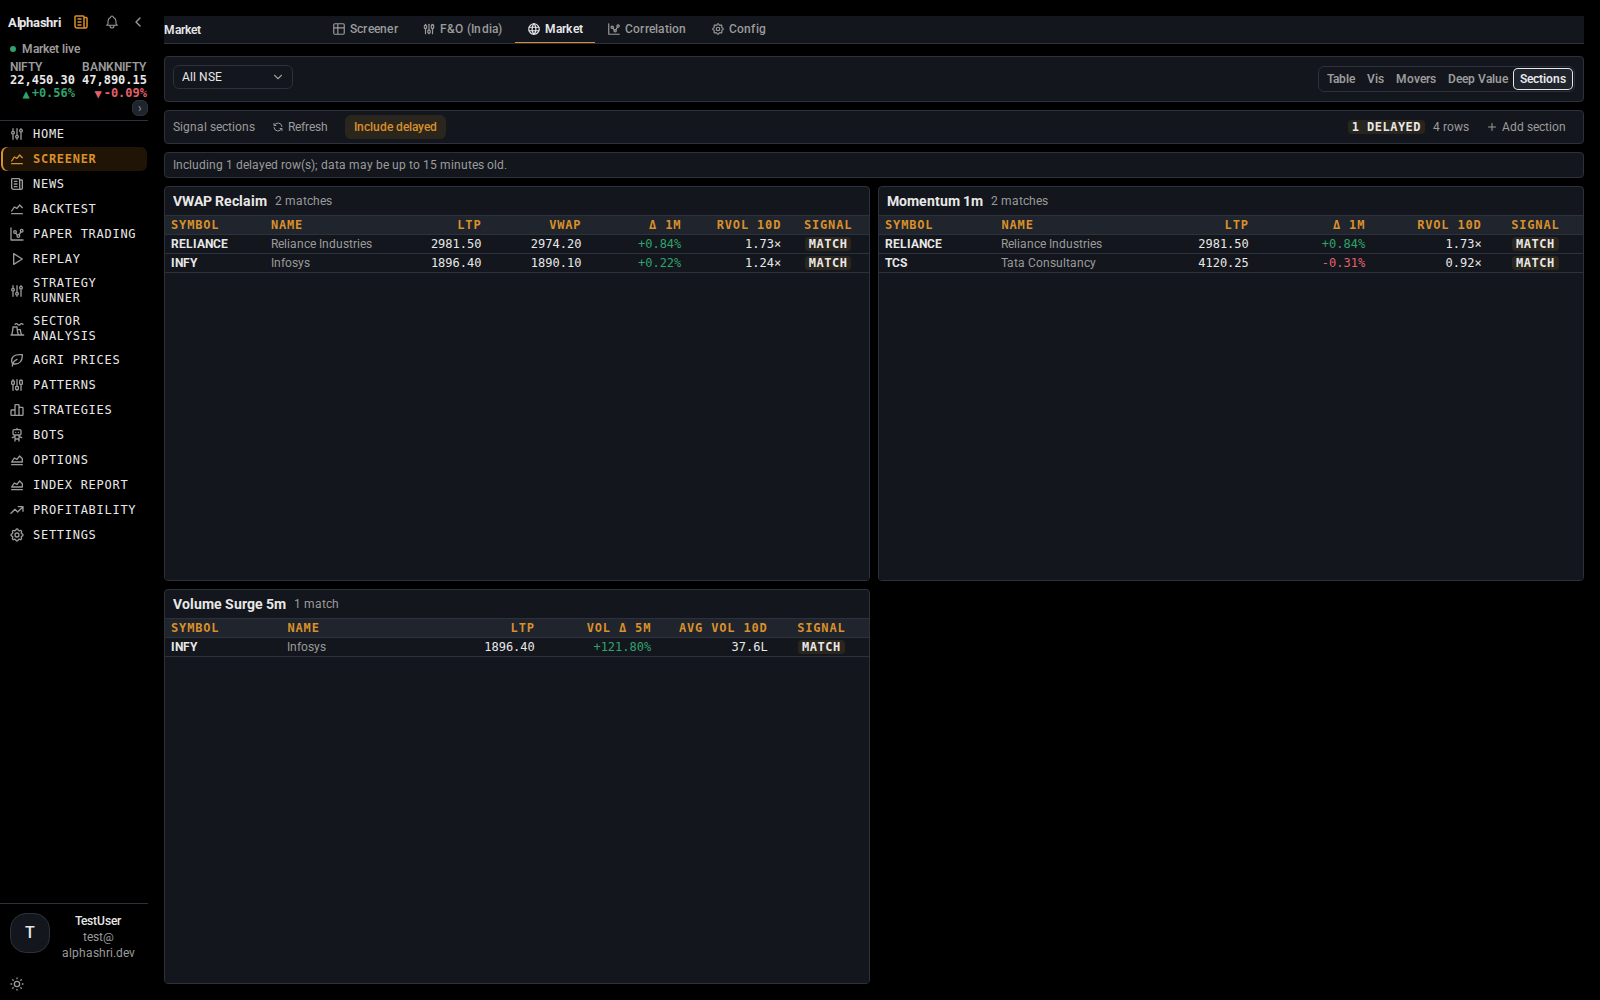 Alphashri
Market live
NIFTY BANKNIFTY
22,450.30 47,890.15
▲+0.56% ▼-0.09%
HOME
SCREENER
NEWS
BACKTEST
PAPER TRADING
REPLAY
STRATEGY
RUNNER
SECTOR
ANALYSIS
AGRI PRICES
PATTERNS
STRATEGIES
BOTS
OPTIONS
INDEX REPORT
PROFITABILITY
SETTINGS
T
TestUser
test@
alphashri.dev
Market Screener F&O (India) Market Correlation Config
All NSE Table Vis Movers Deep Value Sections
Signal sections Refresh Include delayed 1 DELAYED 4 rows + Add section
Including 1 delayed row(s); data may be up to 15 minutes old.
VWAP Reclaim 2 matches
SYMBOL NAME LTP VWAP Δ 1M RVOL 10D SIGNAL
RELIANCE Reliance Industries 2981.50 2974.20 +0.84% 1.73× MATCH
INFY Infosys 1896.40 1890.10 +0.22% 1.24× MATCH
Momentum 1m 2 matches
SYMBOL NAME LTP Δ 1M RVOL 10D SIGNAL
RELIANCE Reliance Industries 2981.50 +0.84% 1.73× MATCH
TCS Tata Consultancy 4120.25 -0.31% 0.92× MATCH
Volume Surge 5m 1 match
SYMBOL NAME LTP VOL Δ 5M AVG VOL 10D SIGNAL
INFY Infosys 1896.40 +121.80% 37.6L MATCH